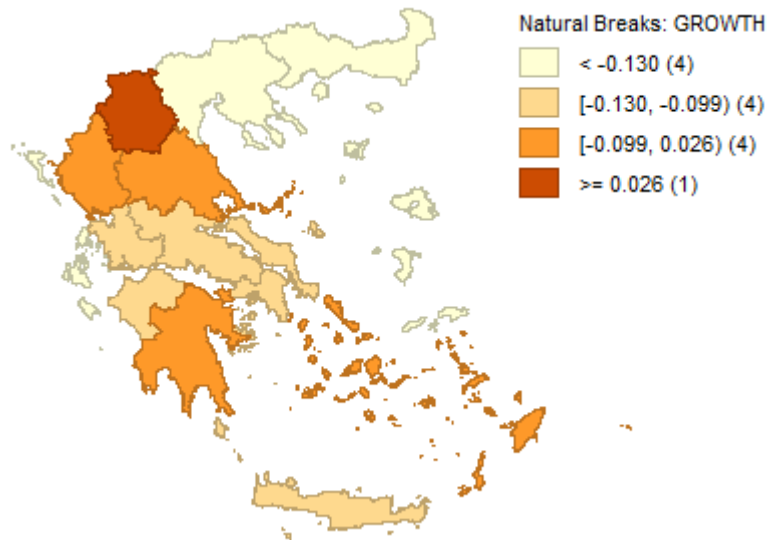 Natural Breaks: GROWTH
< -0.130 (4)
[-0.130, -0.099) (4)
[-0.099, 0.026) (4)
>= 0.026 (1)